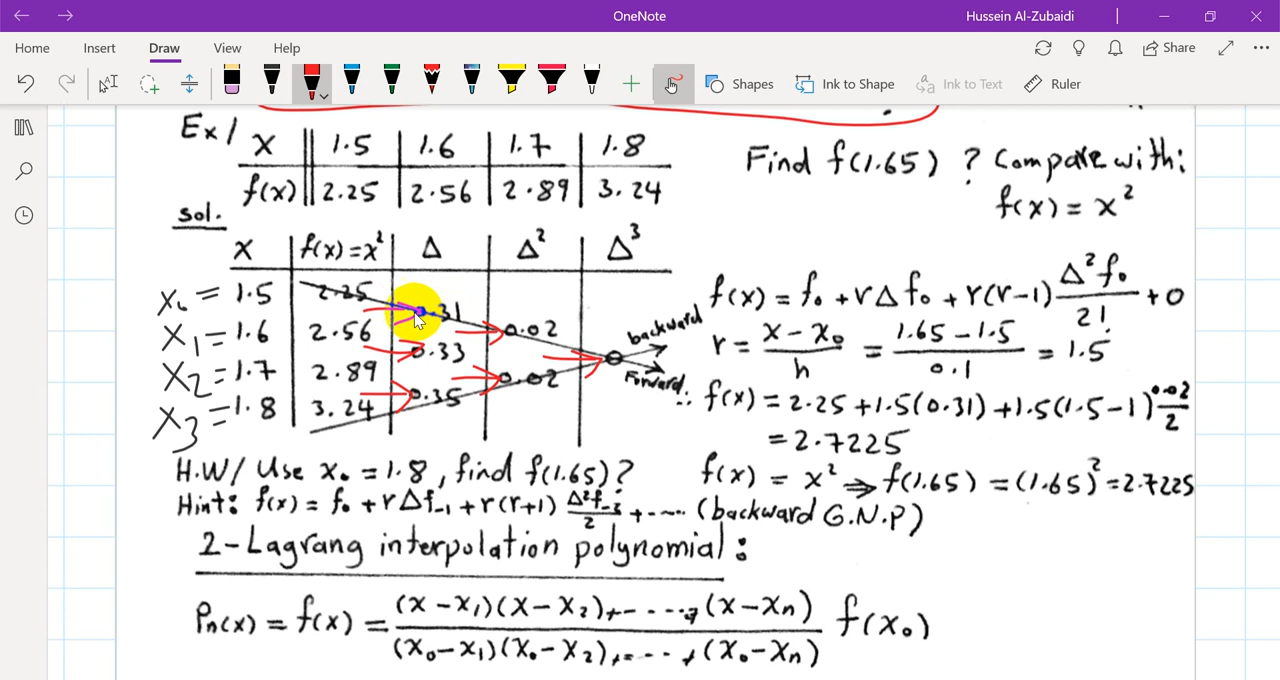 OneNote
Hussein Al-Zubaidi
Home Insert Draw View Help
Share
Shapes Ink to Shape Ink to Text Ruler
Ex/ x | 1.5 | 1.6 | 1.7 | 1.8
f(x) | 2.25 | 2.56 | 2.89 | 3.24
Find f(1.65) ? Compare with:
f(x) = x²
sol.
x | f(x)=x² | Δ | Δ² | Δ³
x₀ = 1.5 2.25
0.31
x₁ = 1.6 2.56 0.02
0.33
x₂ = 1.7 2.89 0.02
0.35
x₃ = 1.8 3.24
backward
Forward
f(x) = f₀ + rΔf₀ + r(r-1) Δ²f₀/2! + 0
r = (x - x₀)/h = (1.65 - 1.5)/0.1 = 1.5
∴ f(x) = 2.25 + 1.5(0.31) + 1.5(1.5-1) 0.02/2
= 2.7225
f(x) = x² ⇒ f(1.65) = (1.65)² = 2.7225
H.W/ Use x₀ = 1.8, find f(1.65)?
Hint: f(x) = f₀ + rΔf₋₁ + r(r+1) Δ²f₋₂/2 + ---- (backward G.N.P)
2-Lagrang interpolation polynomial:
Pn(x) = f(x) = (x-x₁)(x-x₂),+----,(x-xn) / (x₀-x₁)(x₀-x₂),+----+(x₀-xn) f(x₀)